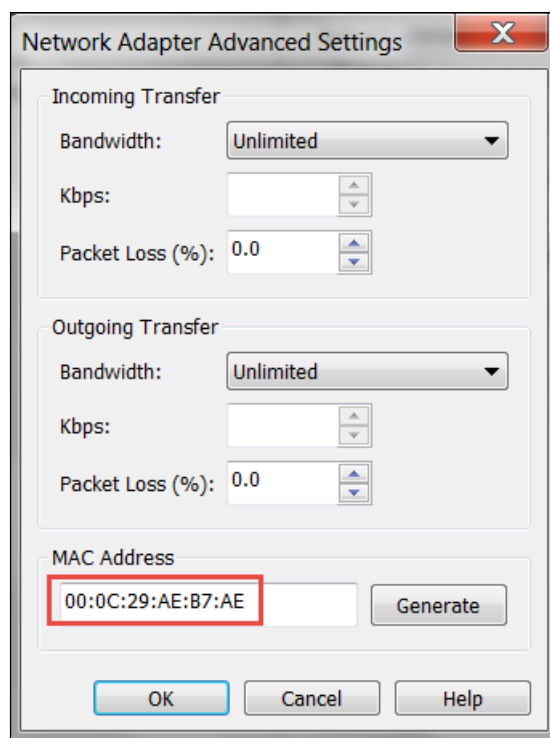 Network Adapter Advanced Settings
Incoming Transfer
Bandwidth: Unlimited
Kbps:
Packet Loss (%): 0.0
Outgoing Transfer
Bandwidth: Unlimited
Kbps:
Packet Loss (%): 0.0
MAC Address
00:0C:29:AE:B7:AE Generate
OK Cancel Help